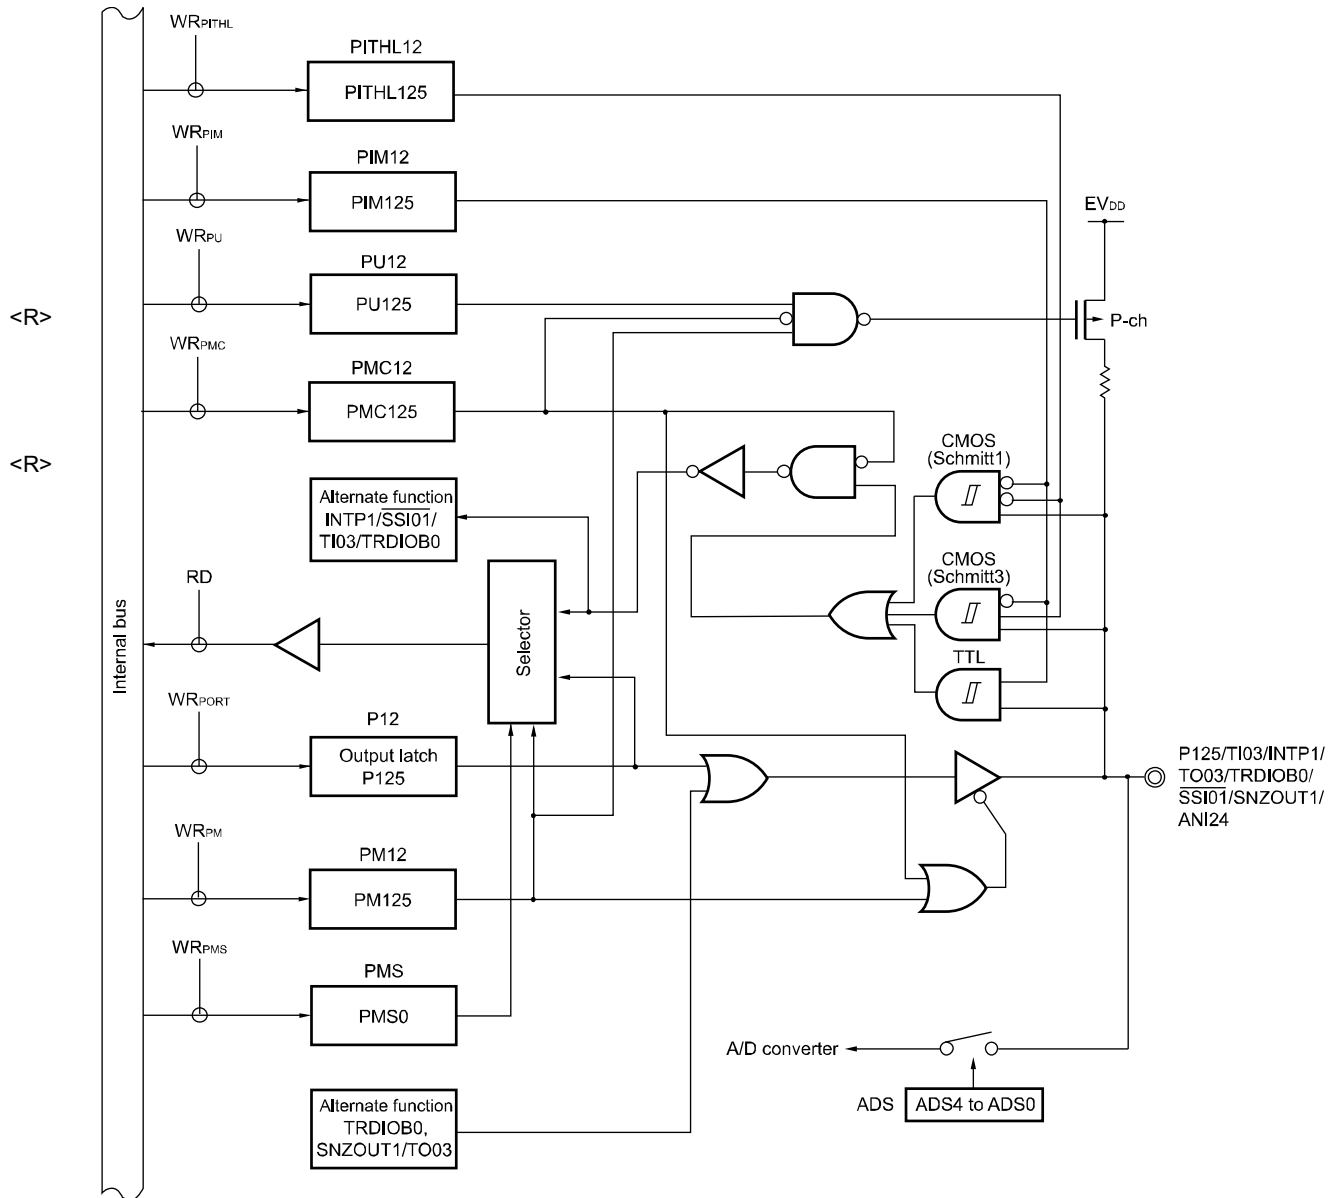 WRPITHL
PITHL12
PITHL125
WRPIM
PIM12
PIM125
EVDD
WRPU
PU12
PU125
<R>
P-ch
WRPMC
PMC12
PMC125
<R>
CMOS
(Schmitt1)
Alternate function
INTP1/SSI01/
TI03/TRDIOB0
CMOS
(Schmitt3)
RD
Selector
Internal bus
TTL
WRPORT
P12
Output latch
P125
P125/TI03/INTP1/
TO03/TRDIOB0/
SSI01/SNZOUT1/
ANI24
WRPM
PM12
PM125
WRPMS
PMS
PMS0
A/D converter
ADS
ADS4 to ADS0
Alternate function
TRDIOB0,
SNZOUT1/TO03